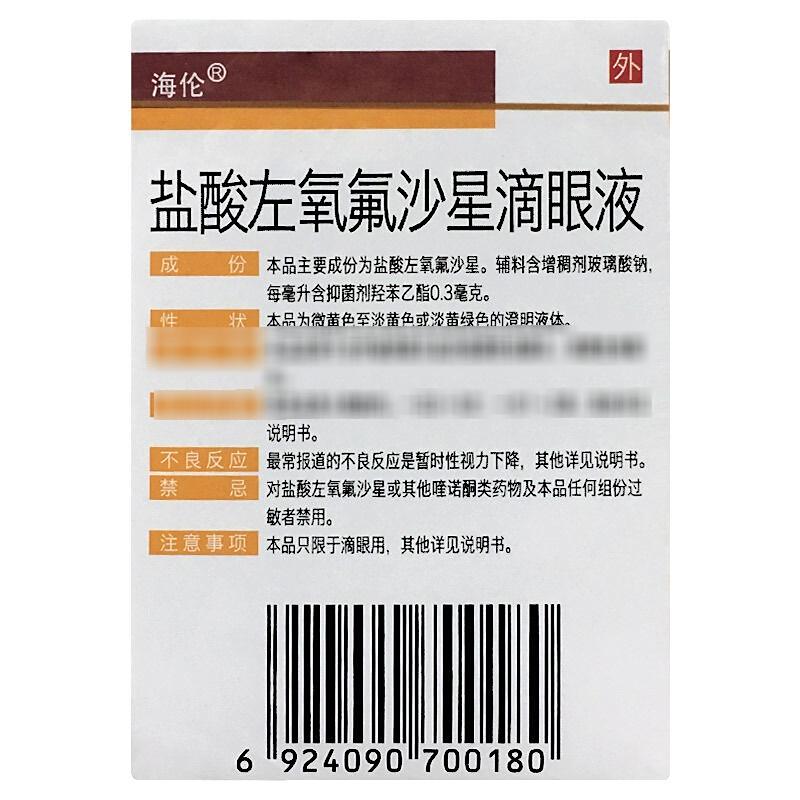 海伦®
外
盐酸左氧氟沙星滴眼液
成份 本品主要成份为盐酸左氧氟沙星。辅料含增稠剂玻璃酸钠,
每毫升含抑菌剂羟苯乙酯0.3毫克。
性状 本品为微黄色至淡黄色或淡黄绿色的澄明液体。
说明书。
不良反应 最常报道的不良反应是暂时性视力下降，其他详见说明书。
禁忌 对盐酸左氧氟沙星或其他喹诺酮类药物及本品任何组份过
敏者禁用。
注意事项 本品只限于滴眼用，其他详见说明书。
6 924090 700180